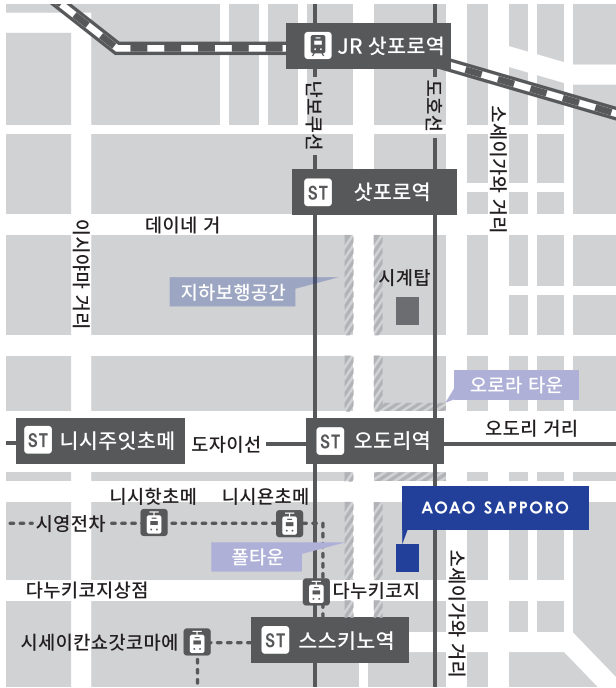 JR 삿포로역
난보쿠선
도호선
소세이가와 거리
ST 삿포로역
데이네 거
이시야마 거리
시계탑
지하보행공간
오로라 타운
ST 니시주잇초메
도자이선
ST 오도리역
오도리 거리
니시핫초메
니시욘초메
AOAO SAPPORO
시영전차
폴타운
소세이가와 거리
다누키코지상점
다누키코지
시세이칸쇼갓코마에
ST 스스키노역